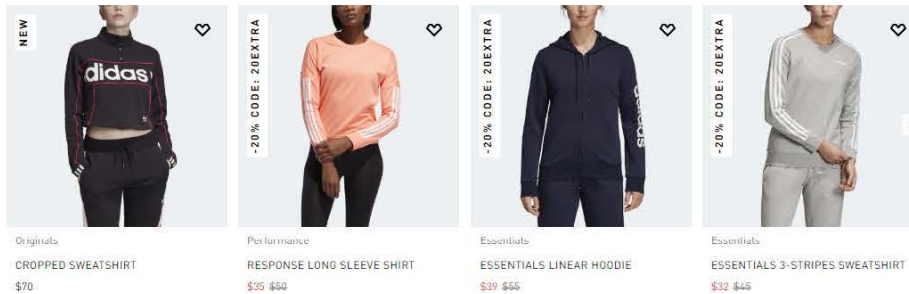 NEW
didas
Originals
CROPPED SWEATSHIRT
$70
-20% CODE: 20EXTRA
Performance
RESPONSE LONG SLEEVE SHIRT
$35 $50
-20% CODE: 20EXTRA
adidas
Essentials
ESSENTIALS LINEAR HOODIE
$39 $55
-20% CODE: 20EXTRA
Essentials
ESSENTIALS 3-STRIPES SWEATSHIRT
$32 $45